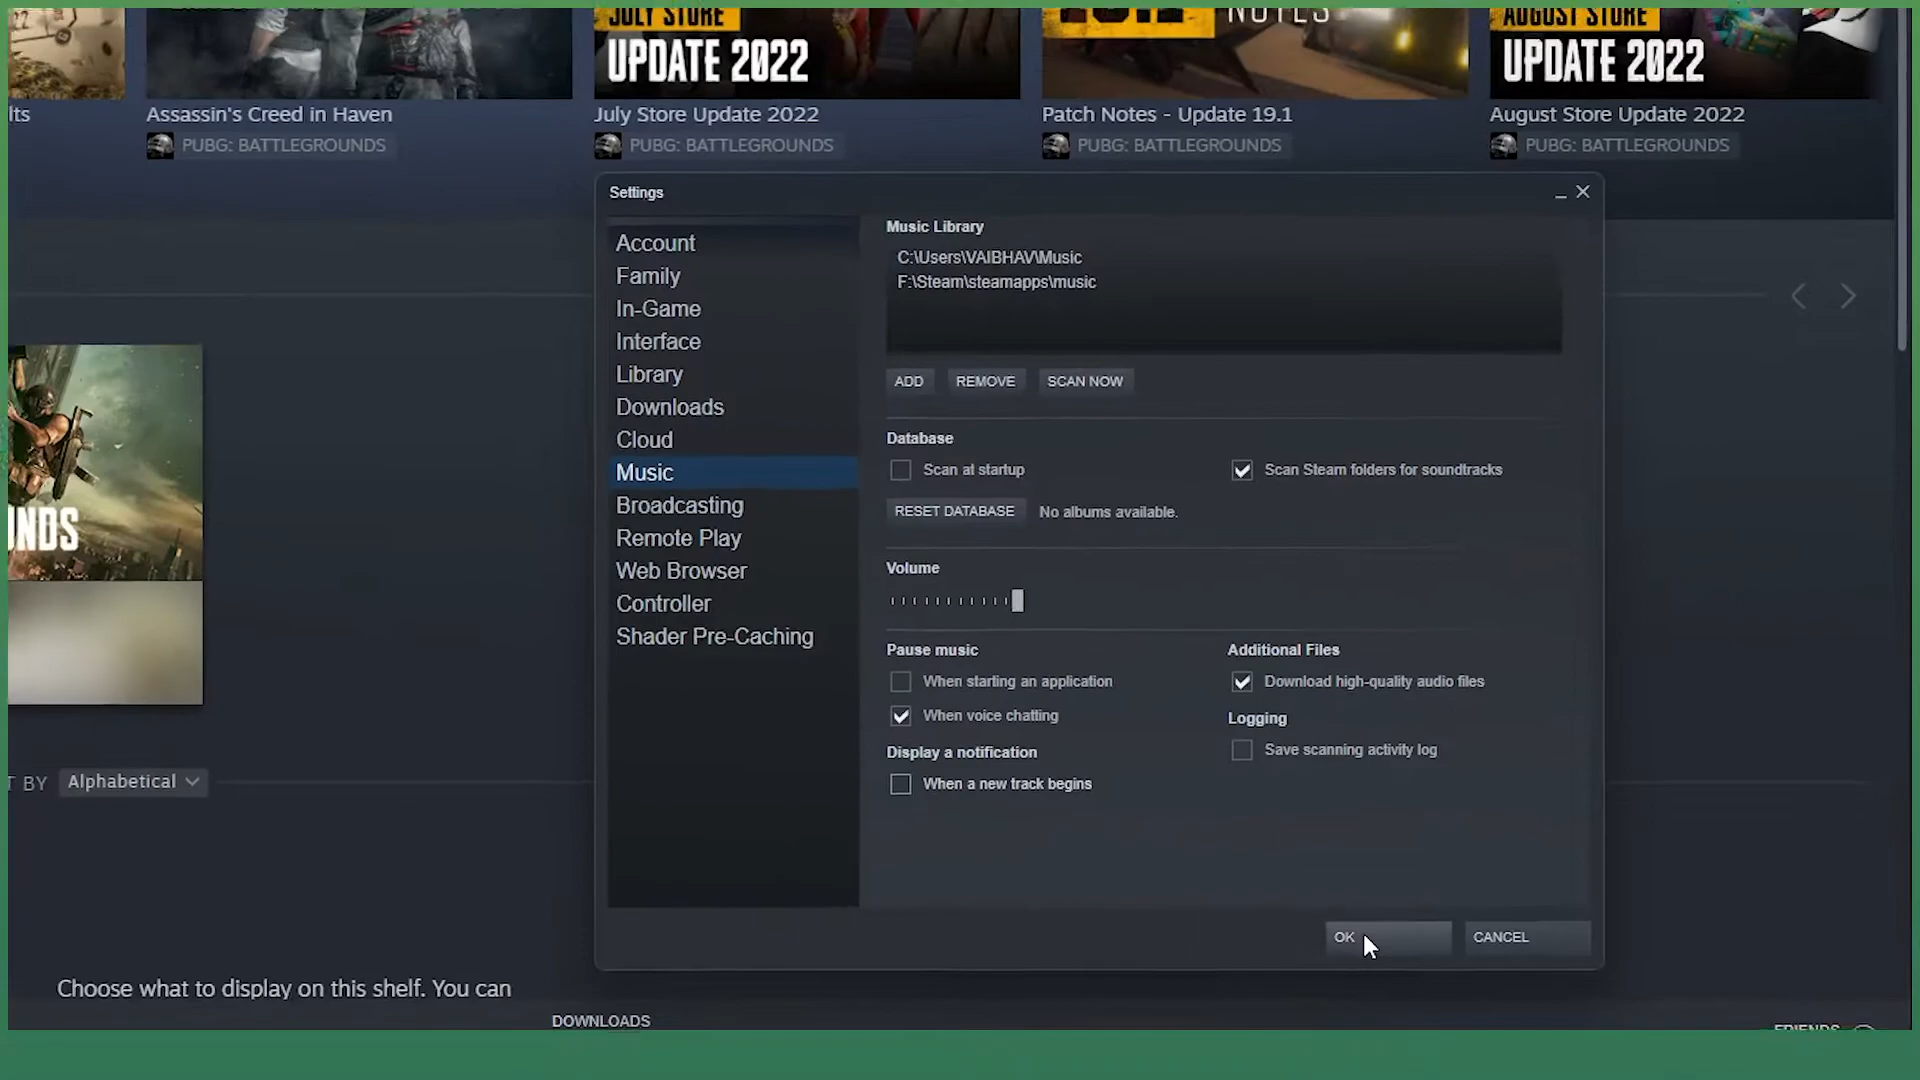 JULY STORE
UPDATE 2022
NOTES
AUGUST STORE
UPDATE 2022
lts
Assassin's Creed in Haven
PUBG: BATTLEGROUNDS
July Store Update 2022
PUBG: BATTLEGROUNDS
Patch Notes - Update 19.1
PUBG: BATTLEGROUNDS
August Store Update 2022
PUBG: BATTLEGROUNDS
Settings
Account
Family
In-Game
Interface
Library
Downloads
Cloud
Music
Broadcasting
Remote Play
Web Browser
Controller
Shader Pre-Caching
Music Library
C:\Users\VAIBHAV\Music
F:\Steam\steamapps\music
ADD
REMOVE
SCAN NOW
Database
Scan at startup
Scan Steam folders for soundtracks
RESET DATABASE
No albums available.
Volume
Pause music
When starting an application
When voice chatting
Display a notification
When a new track begins
Additional Files
Download high-quality audio files
Logging
Save scanning activity log
OK
CANCEL
UNDS
T BY
Alphabetical
Choose what to display on this shelf. You can
DOWNLOADS
FRIENDS